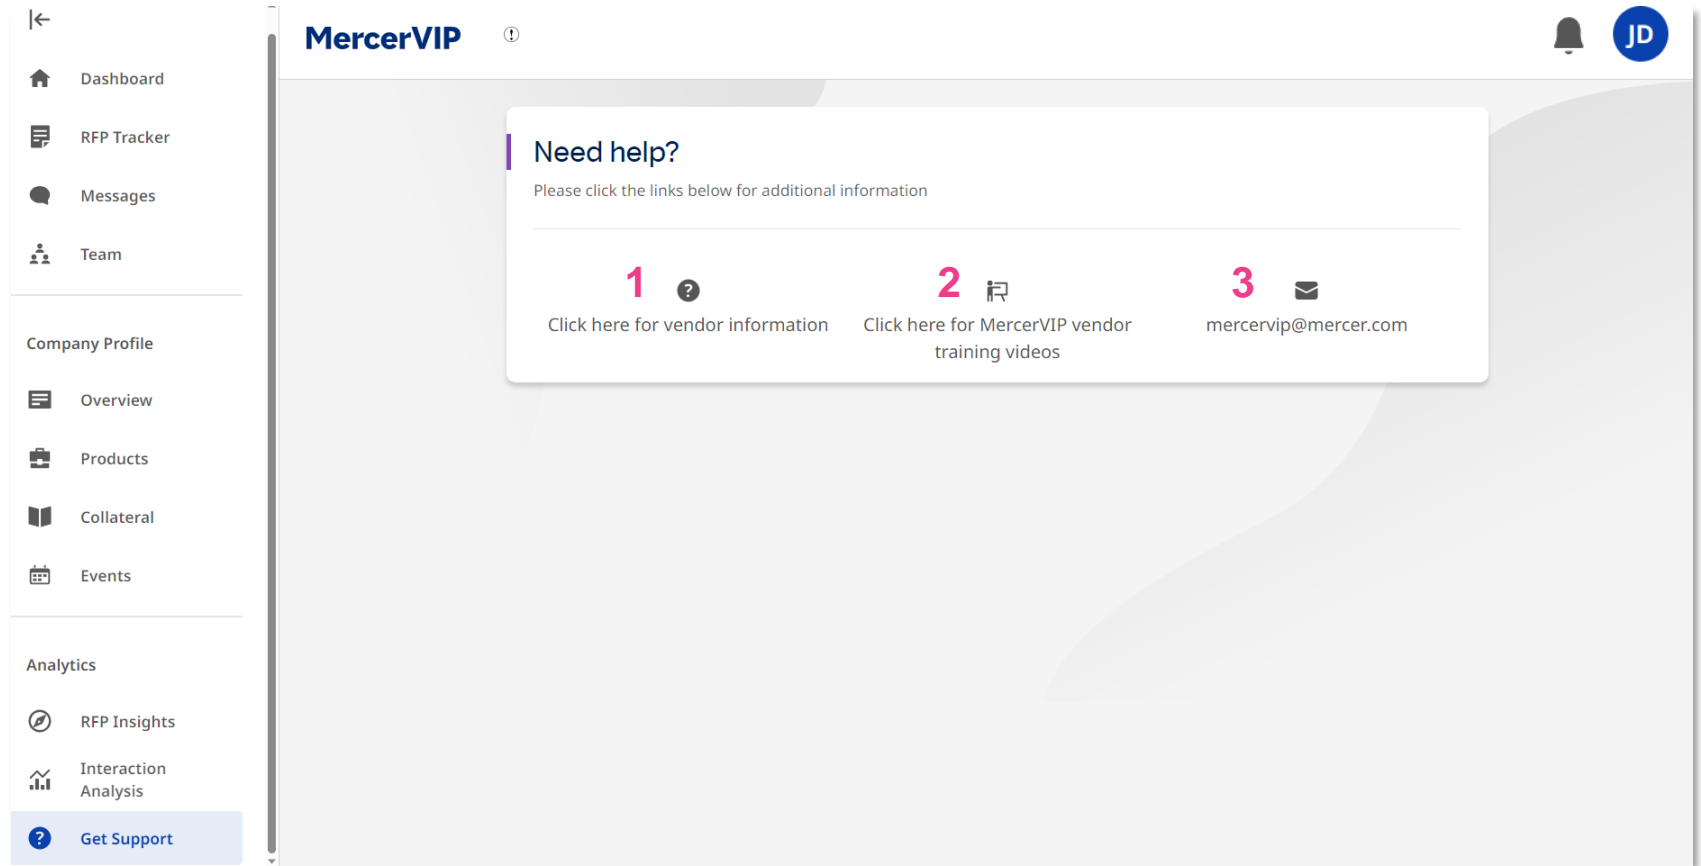 MercerVIP
JD
Dashboard
RFP Tracker
Messages
Team
Company Profile
Overview
Products
Collateral
Events
Analytics
RFP Insights
Interaction
Analysis
Get Support
Need help?
Please click the links below for additional information
1
Click here for vendor information
2
Click here for MercerVIP vendor
training videos
3
mercervip@mercer.com